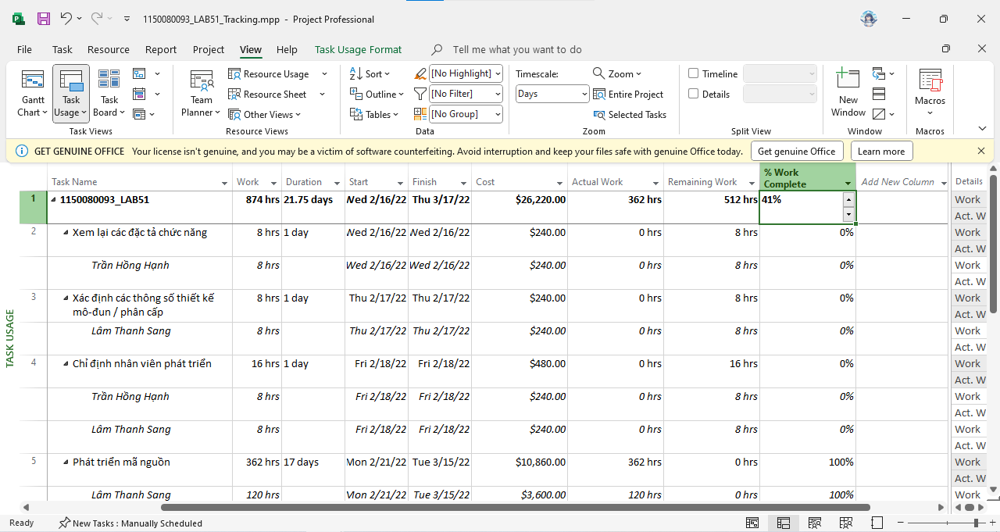 1150080093_LAB51_Tracking.mpp - Project Professional
File Task Resource Report Project View Help Task Usage Format Tell me what you want to do
Gantt Chart
Task Usage
Task Board
Task Views
Team Planner
Resource Usage
Resource Sheet
Other Views
Resource Views
Sort
Outline
Tables
[No Highlight]
[No Filter]
[No Group]
Data
Timescale:
Days
Zoom
Entire Project
Selected Tasks
Zoom
Timeline
Details
Split View
New Window
Window
Macros
Macros
GET GENUINE OFFICE Your license isn't genuine, and you may be a victim of software counterfeiting. Avoid interruption and keep your files safe with genuine Office today. Get genuine Office Learn more
TASK USAGE
Task Name Work Duration Start Finish Cost Actual Work Remaining Work % Work Complete Add New Column Details
1 1150080093_LAB51 874 hrs 21.75 days Wed 2/16/22 Thu 3/17/22 $26,220.00 362 hrs 512 hrs 41% Work
Act. W
2 Xem lại các đặc tả chức năng 8 hrs 1 day Wed 2/16/22 Wed 2/16/22 $240.00 0 hrs 8 hrs 0% Work
Act. W
Trần Hồng Hạnh 8 hrs Wed 2/16/22 Wed 2/16/22 $240.00 0 hrs 8 hrs 0% Work
Act. W
3 Xác định các thông số thiết kế 8 hrs 1 day Thu 2/17/22 Thu 2/17/22 $240.00 0 hrs 8 hrs 0% Work
mô-đun / phân cấp Act. W
Lâm Thanh Sang 8 hrs Thu 2/17/22 Thu 2/17/22 $240.00 0 hrs 8 hrs 0% Work
Act. W
4 Chỉ định nhân viên phát triển 16 hrs 1 day Fri 2/18/22 Fri 2/18/22 $480.00 0 hrs 16 hrs 0% Work
Act. W
Trần Hồng Hạnh 8 hrs Fri 2/18/22 Fri 2/18/22 $240.00 0 hrs 8 hrs 0% Work
Act. W
Lâm Thanh Sang 8 hrs Fri 2/18/22 Fri 2/18/22 $240.00 0 hrs 8 hrs 0% Work
Act. W
5 Phát triển mã nguồn 362 hrs 17 days Mon 2/21/22 Tue 3/15/22 $10,860.00 362 hrs 0 hrs 100% Work
Act. W
Lâm Thanh Sang 120 hrs Mon 2/21/22 Tue 3/15/22 $3,600.00 120 hrs 0 hrs 100% Work
Ready New Tasks : Manually Scheduled